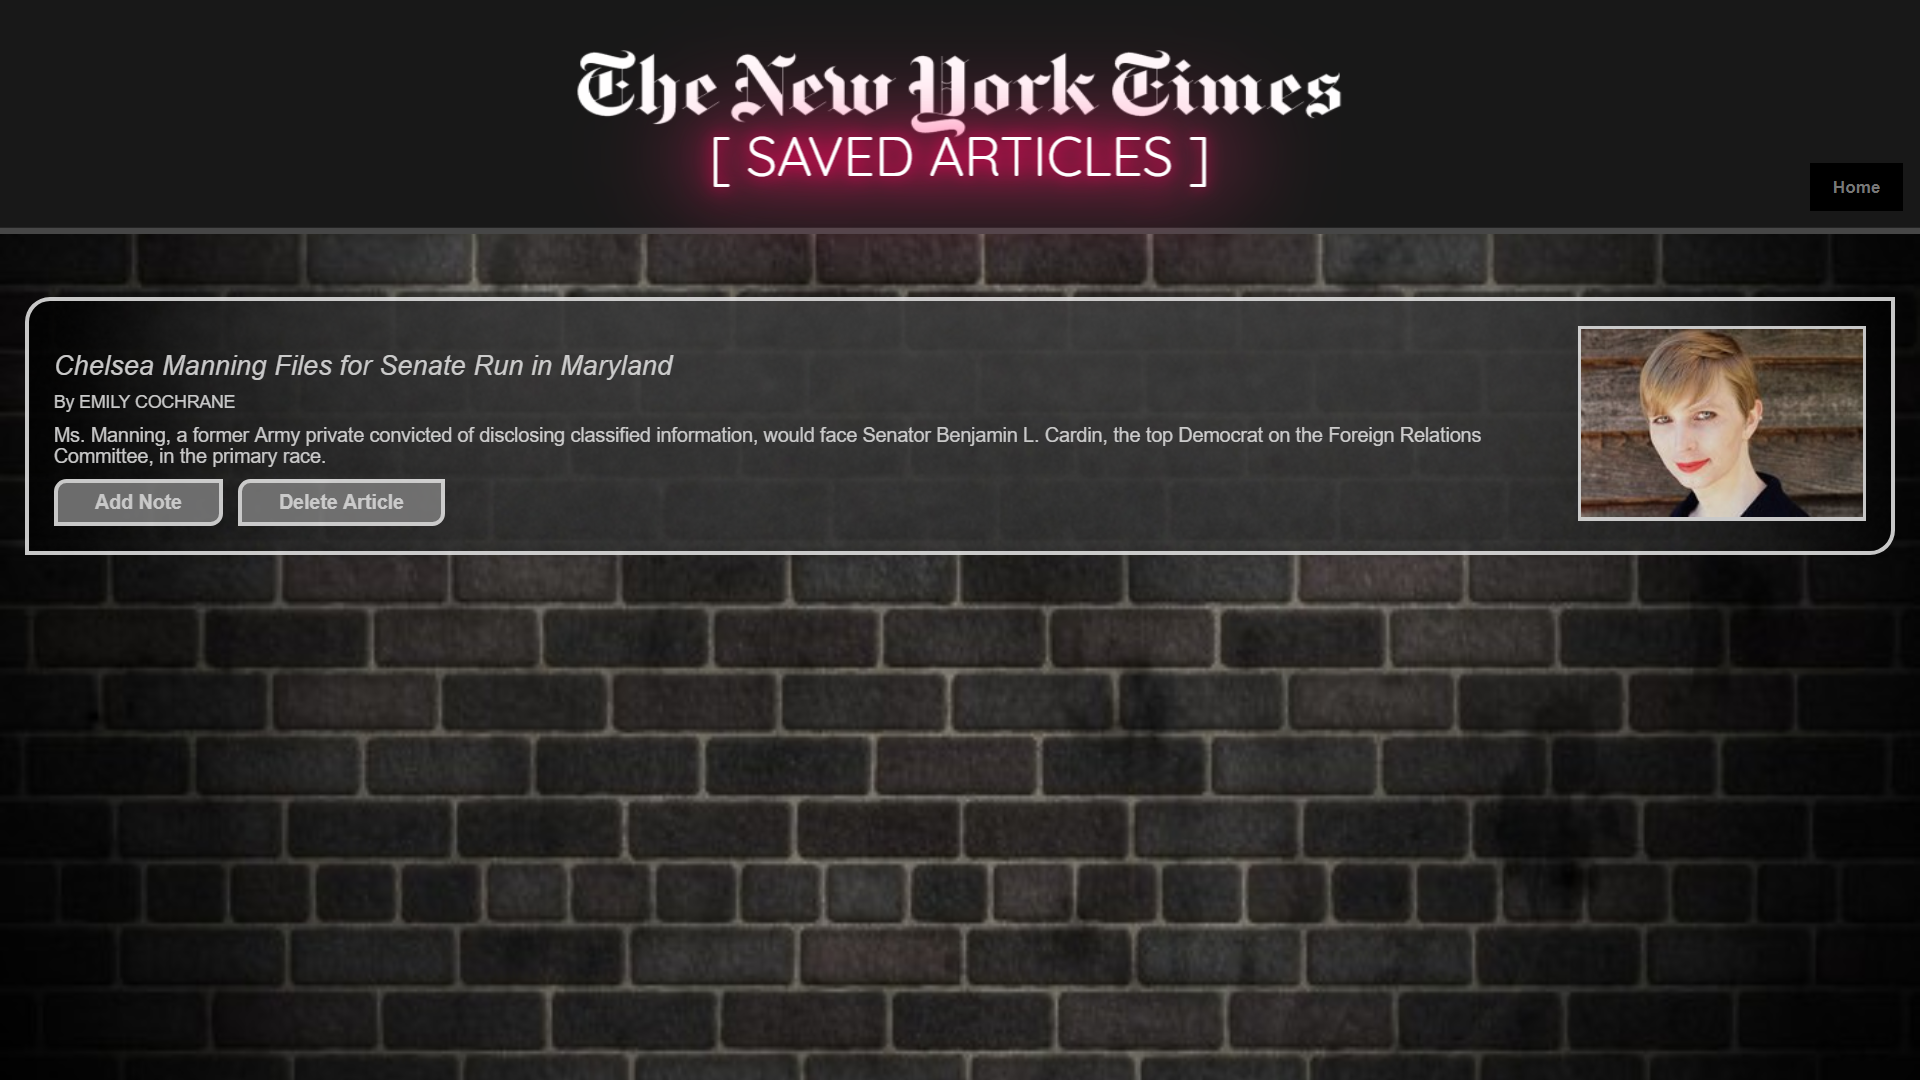 The New York Times
[ SAVED ARTICLES ]
Home
Chelsea Manning Files for Senate Run in Maryland
By EMILY COCHRANE
Ms. Manning, a former Army private convicted of disclosing classified information, would face Senator Benjamin L. Cardin, the top Democrat on the Foreign Relations
Committee, in the primary race.
Add Note
Delete Article